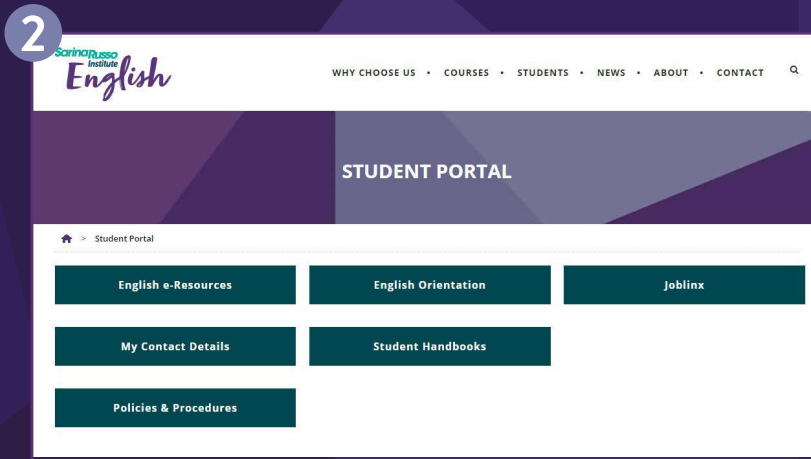 2
Sarina Russo
Institute
English
WHY CHOOSE US • COURSES • STUDENTS • NEWS • ABOUT • CONTACT
STUDENT PORTAL
> Student Portal
English e-Resources
English Orientation
Joblinx
My Contact Details
Student Handbooks
Policies & Procedures